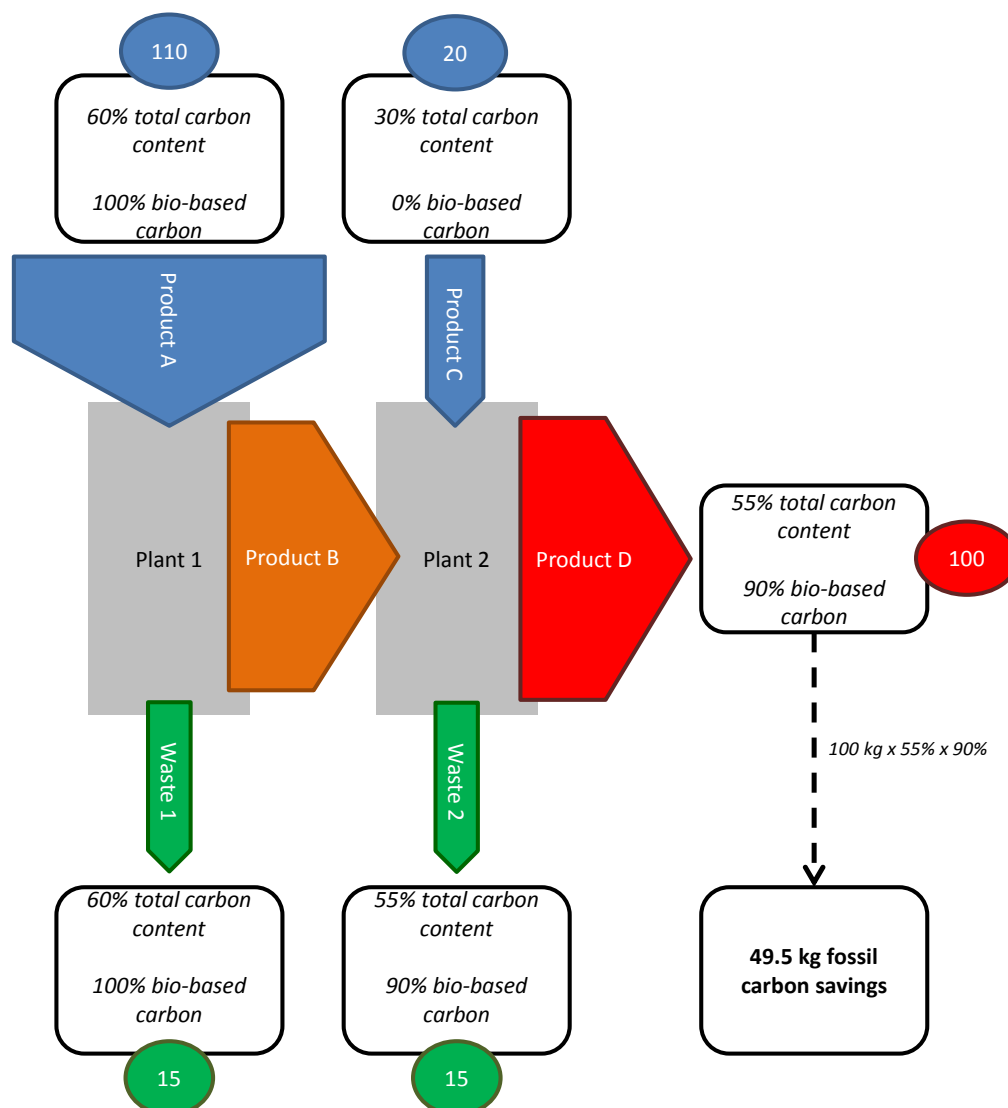 110
20
60% total carbon
content
100% bio-based
carbon
30% total carbon
content
0% bio-based
carbon
Product A
Product C
Plant 1
Product B
Plant 2
Product D
55% total carbon
content
90% bio-based
carbon
100
100 kg x 55% x 90%
Waste 1
Waste 2
60% total carbon
content
100% bio-based
carbon
15
55% total carbon
content
90% bio-based
carbon
15
49.5 kg fossil
carbon savings